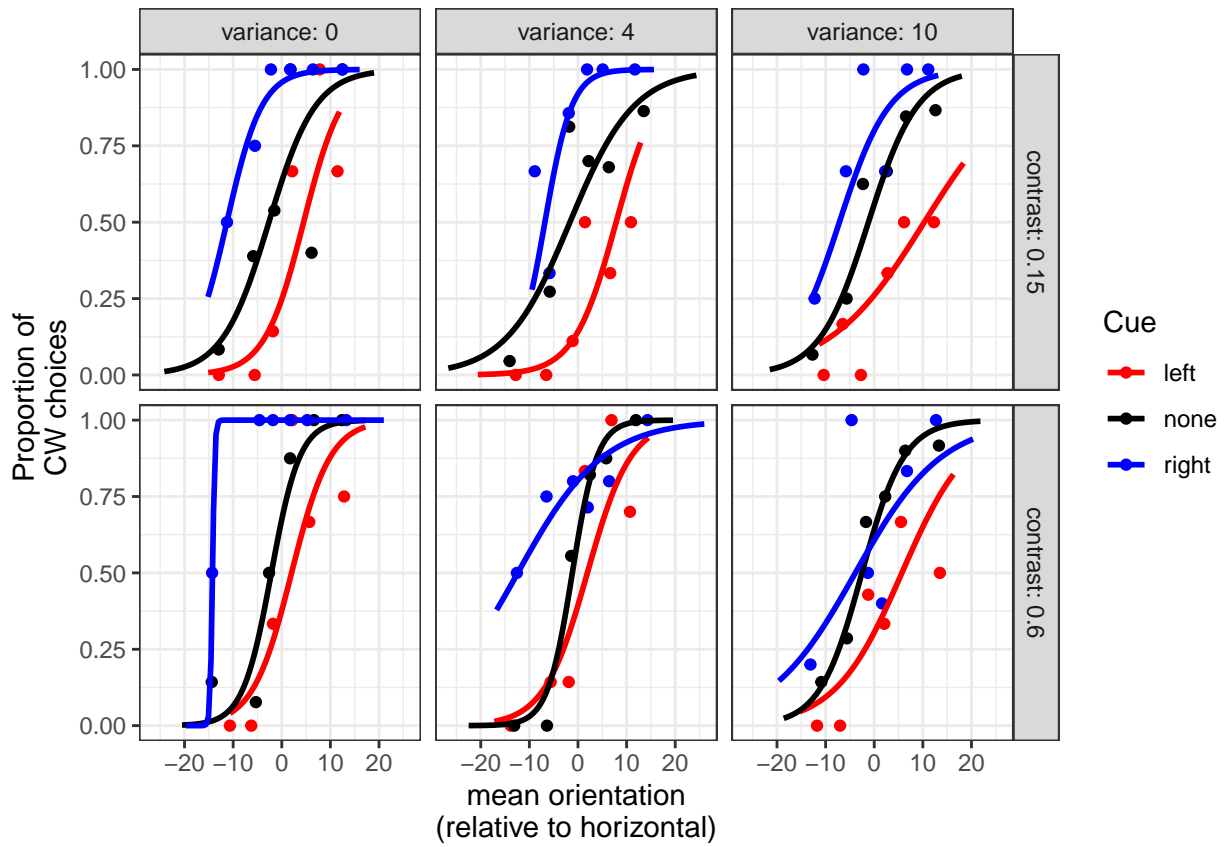 variance: 0
variance: 4
variance: 10
1.00
0.75
0.50
0.25
0.00
contrast: 0.15
1.00
0.75
0.50
0.25
0.00
contrast: 0.6
−20 −10 0 10 20
−20 −10 0 10 20
−20 −10 0 10 20
mean orientation
(relative to horizontal)
Proportion of
CW choices
Cue
left
none
right